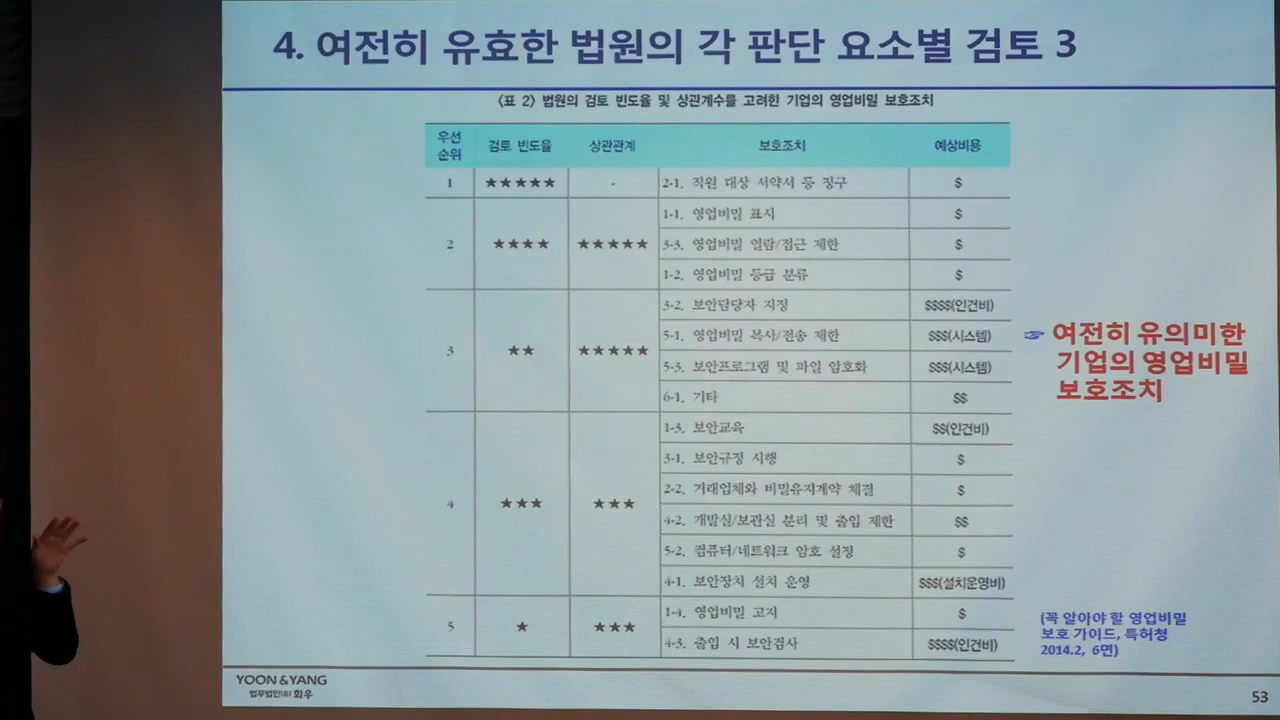 4. 여전히 유효한 법원의 각 판단 요소별 검토 3
〈표 2〉 법원의 검토 빈도율 및 상관계수를 고려한 기업의 영업비밀 보호조치
우선 순위 검토 빈도율 상관관계 보호조치 예상비용
1 ★★★★★ - 2-1. 직원 대상 서약서 등 징구 $
2 ★★★★ ★★★★★ 1-1. 영업비밀 표시 $
3-3. 영업비밀 열람/접근 제한 $
1-2. 영업비밀 등급 분류 $
3 ★★ ★★★★★ 3-2. 보안담당자 지정 $$$$(인건비)
5-1. 영업비밀 복사/전송 제한 $$$(시스템)
5-3. 보안프로그램 및 파일 암호화 $$$(시스템)
6-1. 기타 $$
4 ★★★ ★★★ 1-3. 보안교육 $$(인건비)
3-1. 보안규정 시행 $
2-2. 거래업체와 비밀유지계약 체결 $
4-2. 개발실/보관실 분리 및 출입 제한 $$
5-2. 컴퓨터/네트워크 암호 설정 $
4-1. 보안장치 설치 운영 $$$(설치운영비)
5 ★ ★★★ 1-4. 영업비밀 고지 $
4-3. 출입 시 보안검사 $$$$(인건비)
☞ 여전히 유의미한
기업의 영업비밀
보호조치
(꼭 알아야 할 영업비밀
보호 가이드, 특허청
2014.2, 6면)
YOON & YANG
법무법인(유) 화우
53